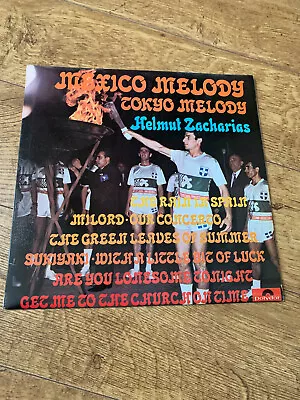 MEXICO MELODY
TOKYO MELODY
Helmut Zacharias
THE RAIN IN SPAIN
MILORD · OUR CONCERTO
THE GREEN LEAVES OF SUMMER
SUKIYAKI · WITH A LITTLE BIT OF LUCK
ARE YOU LONESOME TONIGHT
GET ME TO THE CHURCH ON TIME
Polydor